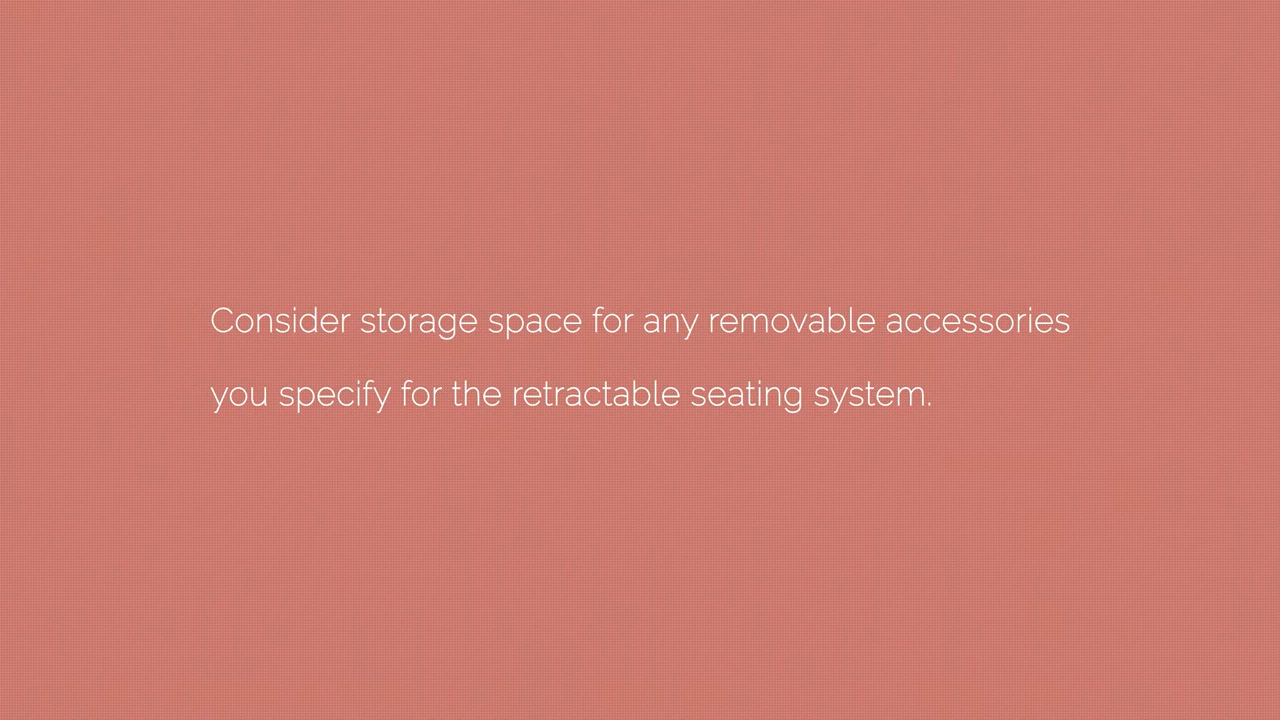 Consider storage space for any removable accessories
you specify for the retractable seating system.